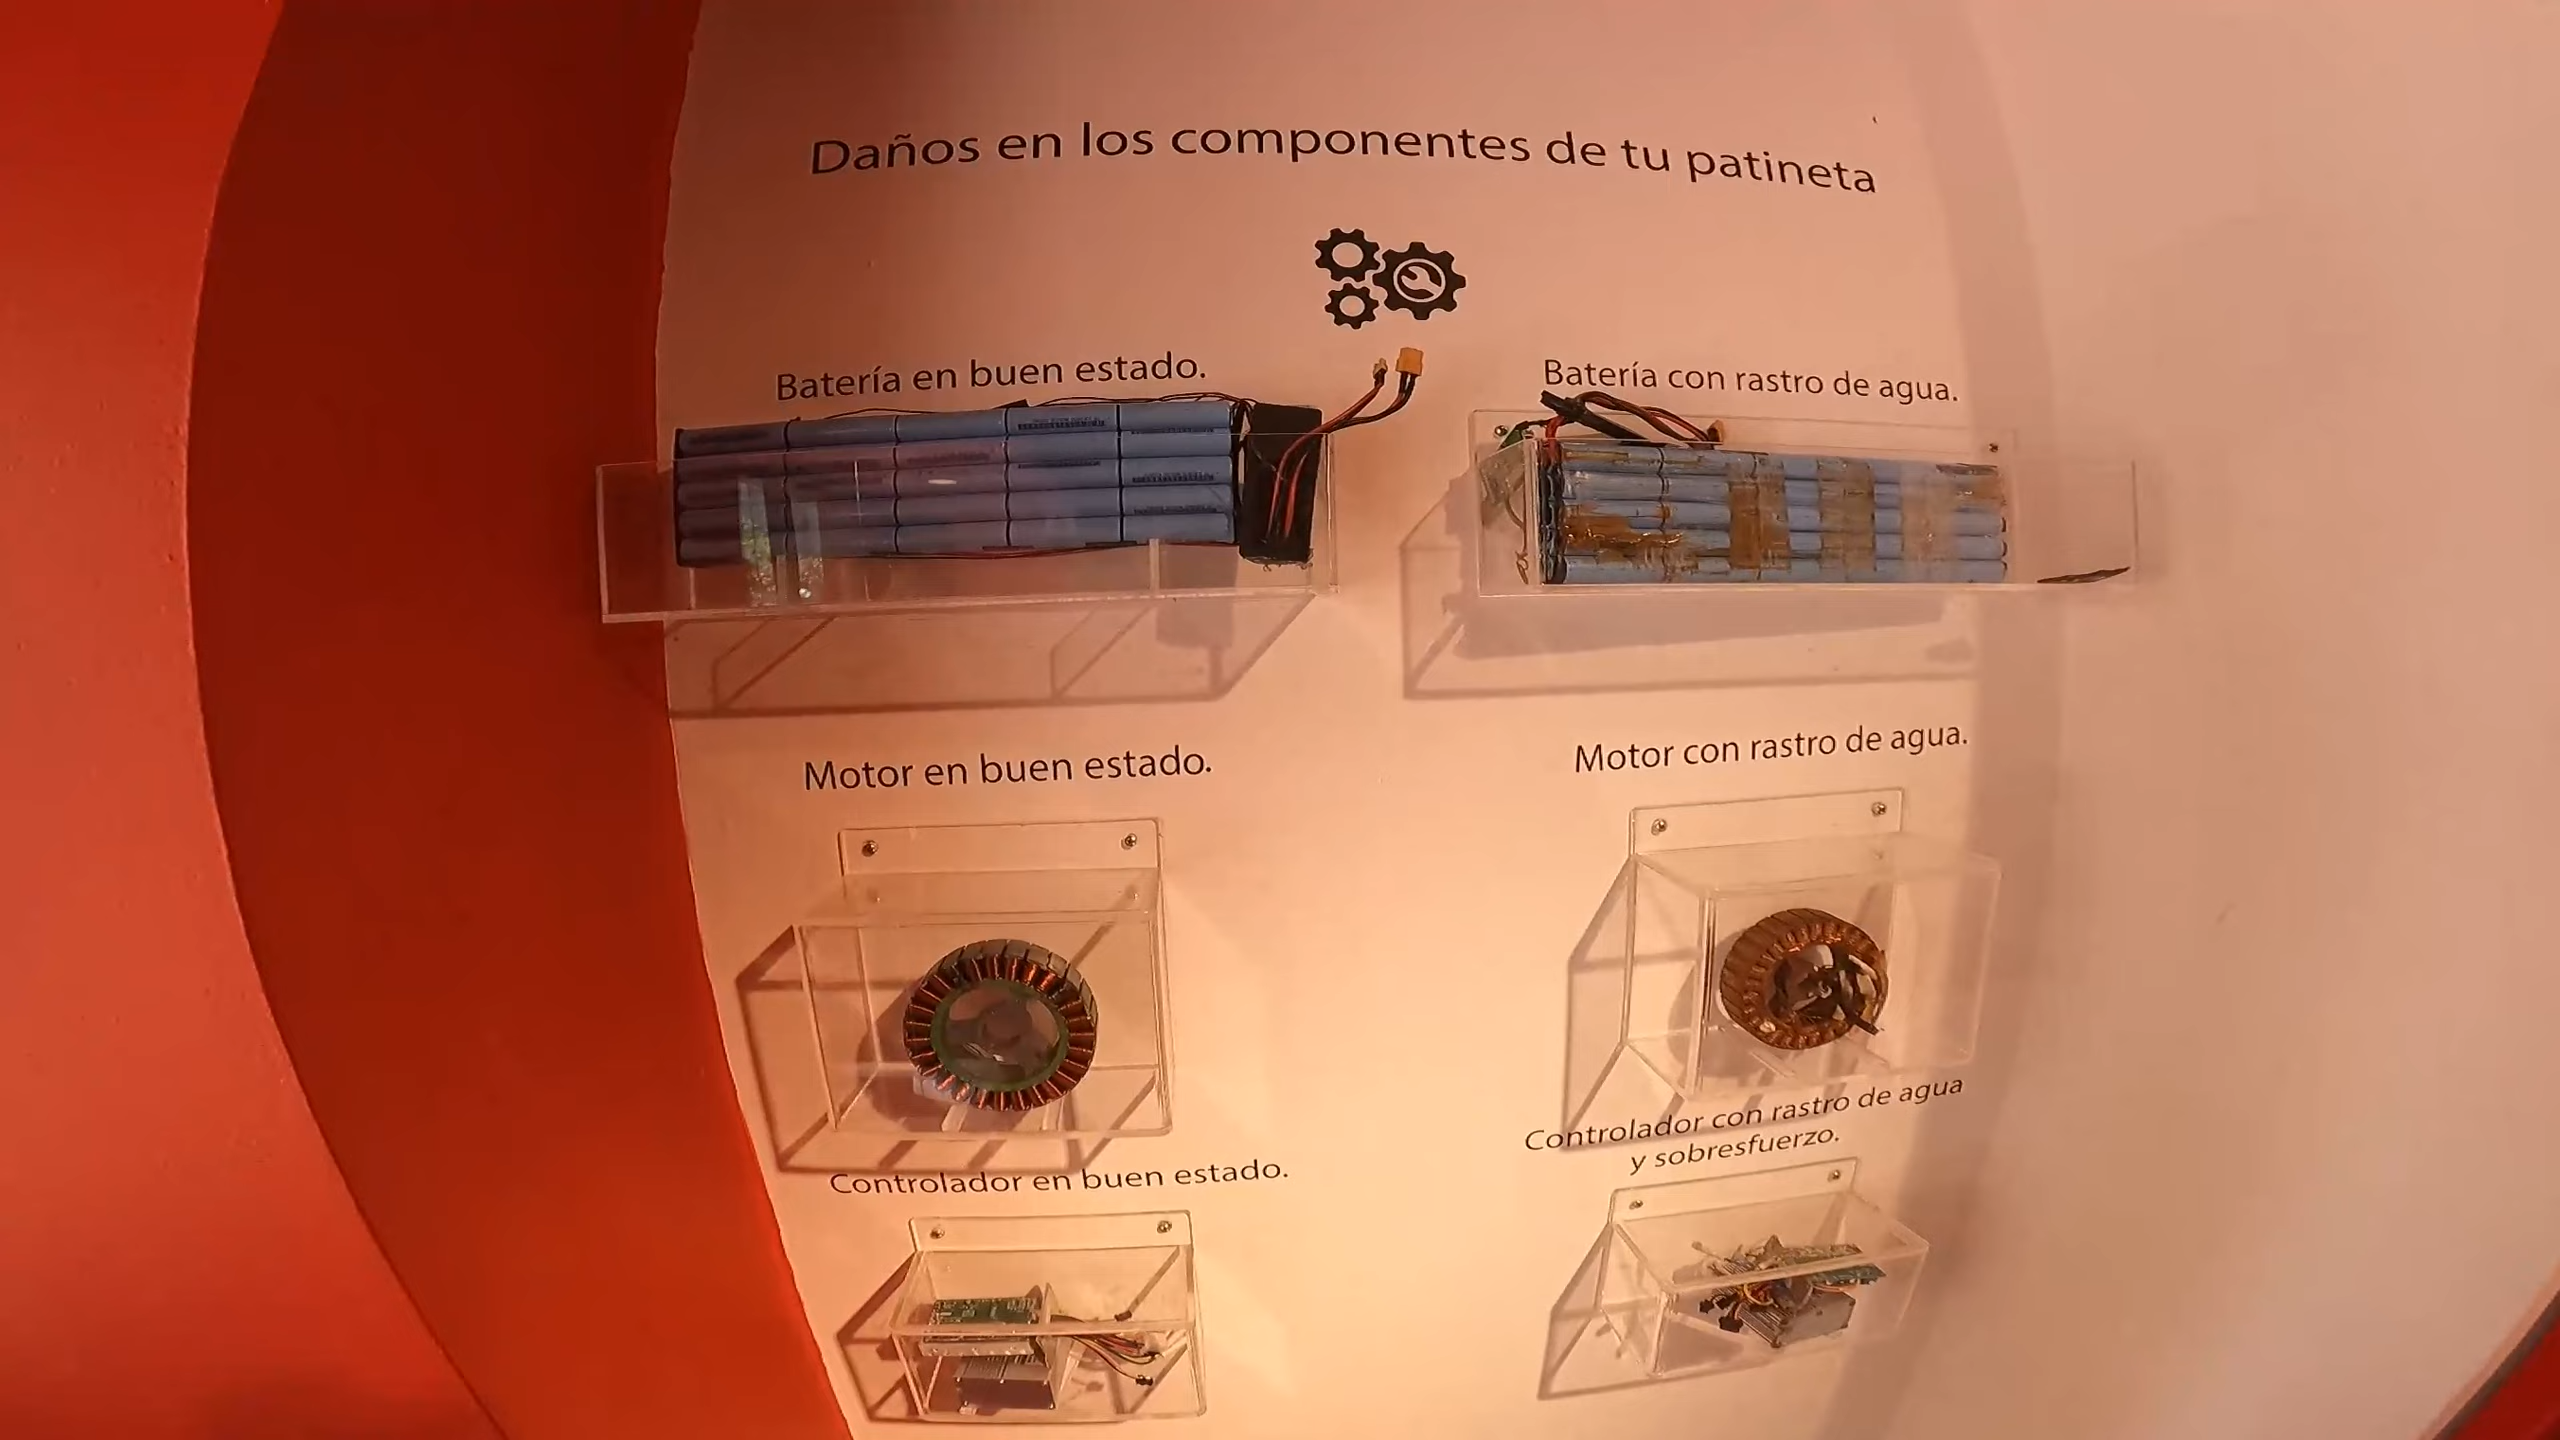 Daños en los componentes de tu patineta
Batería en buen estado.
Batería con rastro de agua.
Motor en buen estado.
Motor con rastro de agua.
Controlador en buen estado.
Controlador con rastro de agua
y sobresfuerzo.